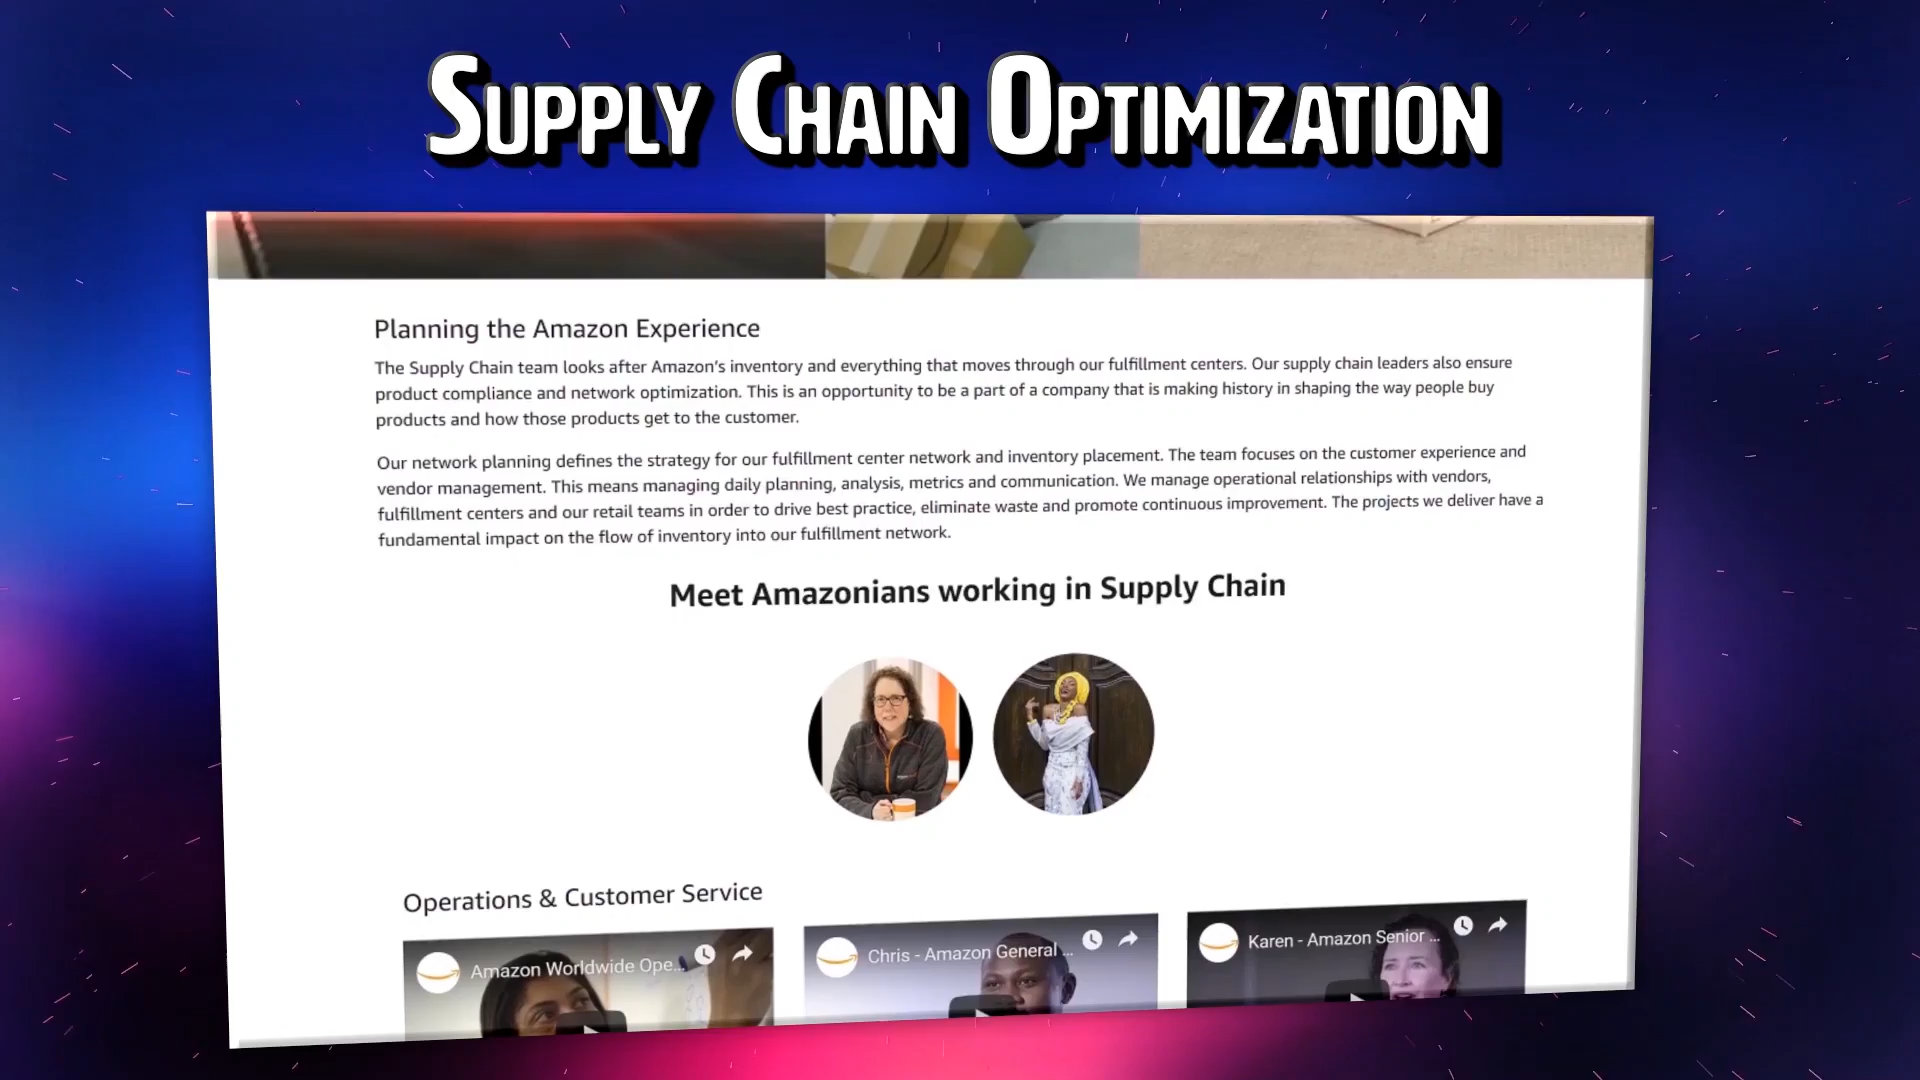 Supply Chain Optimization
Planning the Amazon Experience
The Supply Chain team looks after Amazon's inventory and everything that moves through our fulfillment centers. Our supply chain leaders also ensure
product compliance and network optimization. This is an opportunity to be a part of a company that is making history in shaping the way people buy
products and how those products get to the customer.
Our network planning defines the strategy for our fulfillment center network and inventory placement. The team focuses on the customer experience and
vendor management. This means managing daily planning, analysis, metrics and communication. We manage operational relationships with vendors,
fulfillment centers and our retail teams in order to drive best practice, eliminate waste and promote continuous improvement. The projects we deliver have a
fundamental impact on the flow of inventory into our fulfillment network.
Meet Amazonians working in Supply Chain
Operations & Customer Service
Amazon Worldwide Ope...
Chris - Amazon General ...
Karen - Amazon Senior ...